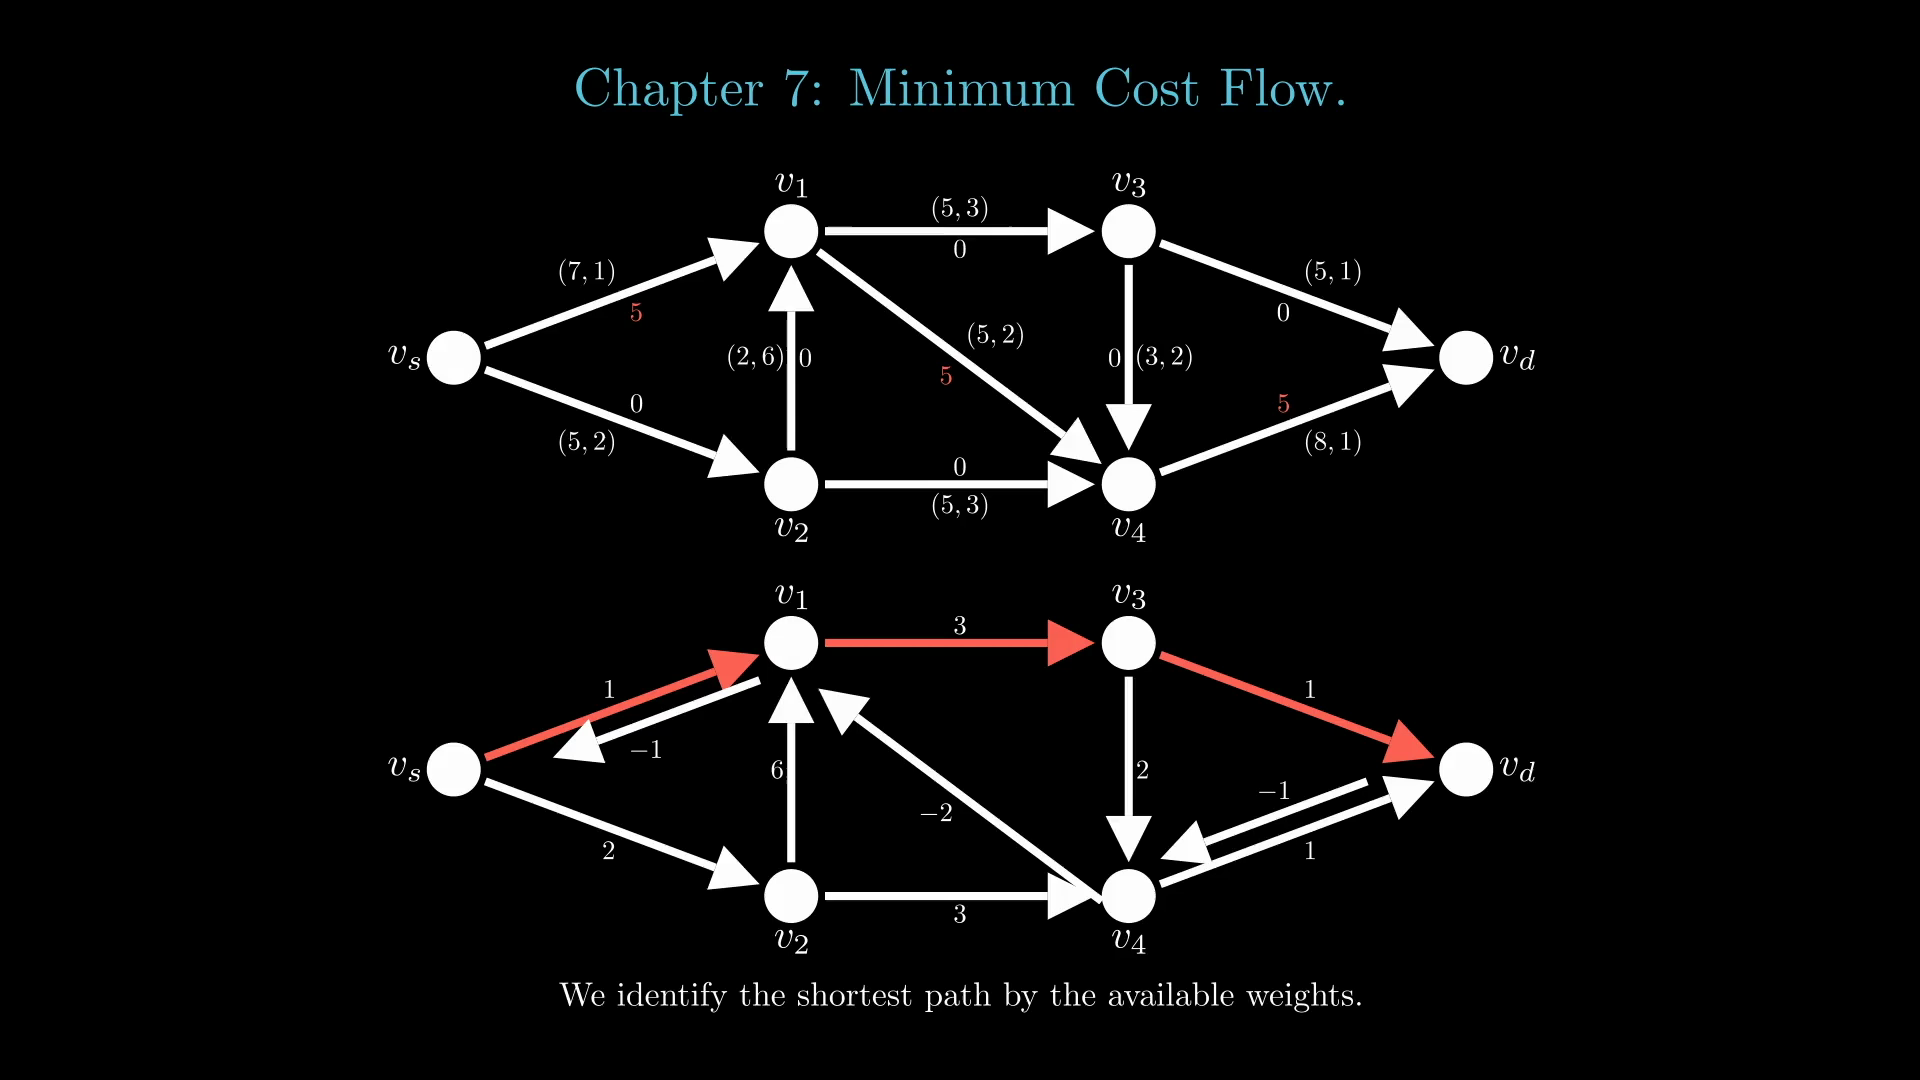 Chapter 7: Minimum Cost Flow.
v_1
v_3
(5, 3)
0
(7, 1)
5
(5, 1)
0
(5, 2)
5
v_s
(2, 6)
0
0
(3, 2)
v_d
0
(5, 2)
5
(8, 1)
0
(5, 3)
v_2
v_4
v_1
v_3
3
1
−1
1
v_s
6
−2
2
v_d
−1
2
1
3
v_2
v_4
We identify the shortest path by the available weights.